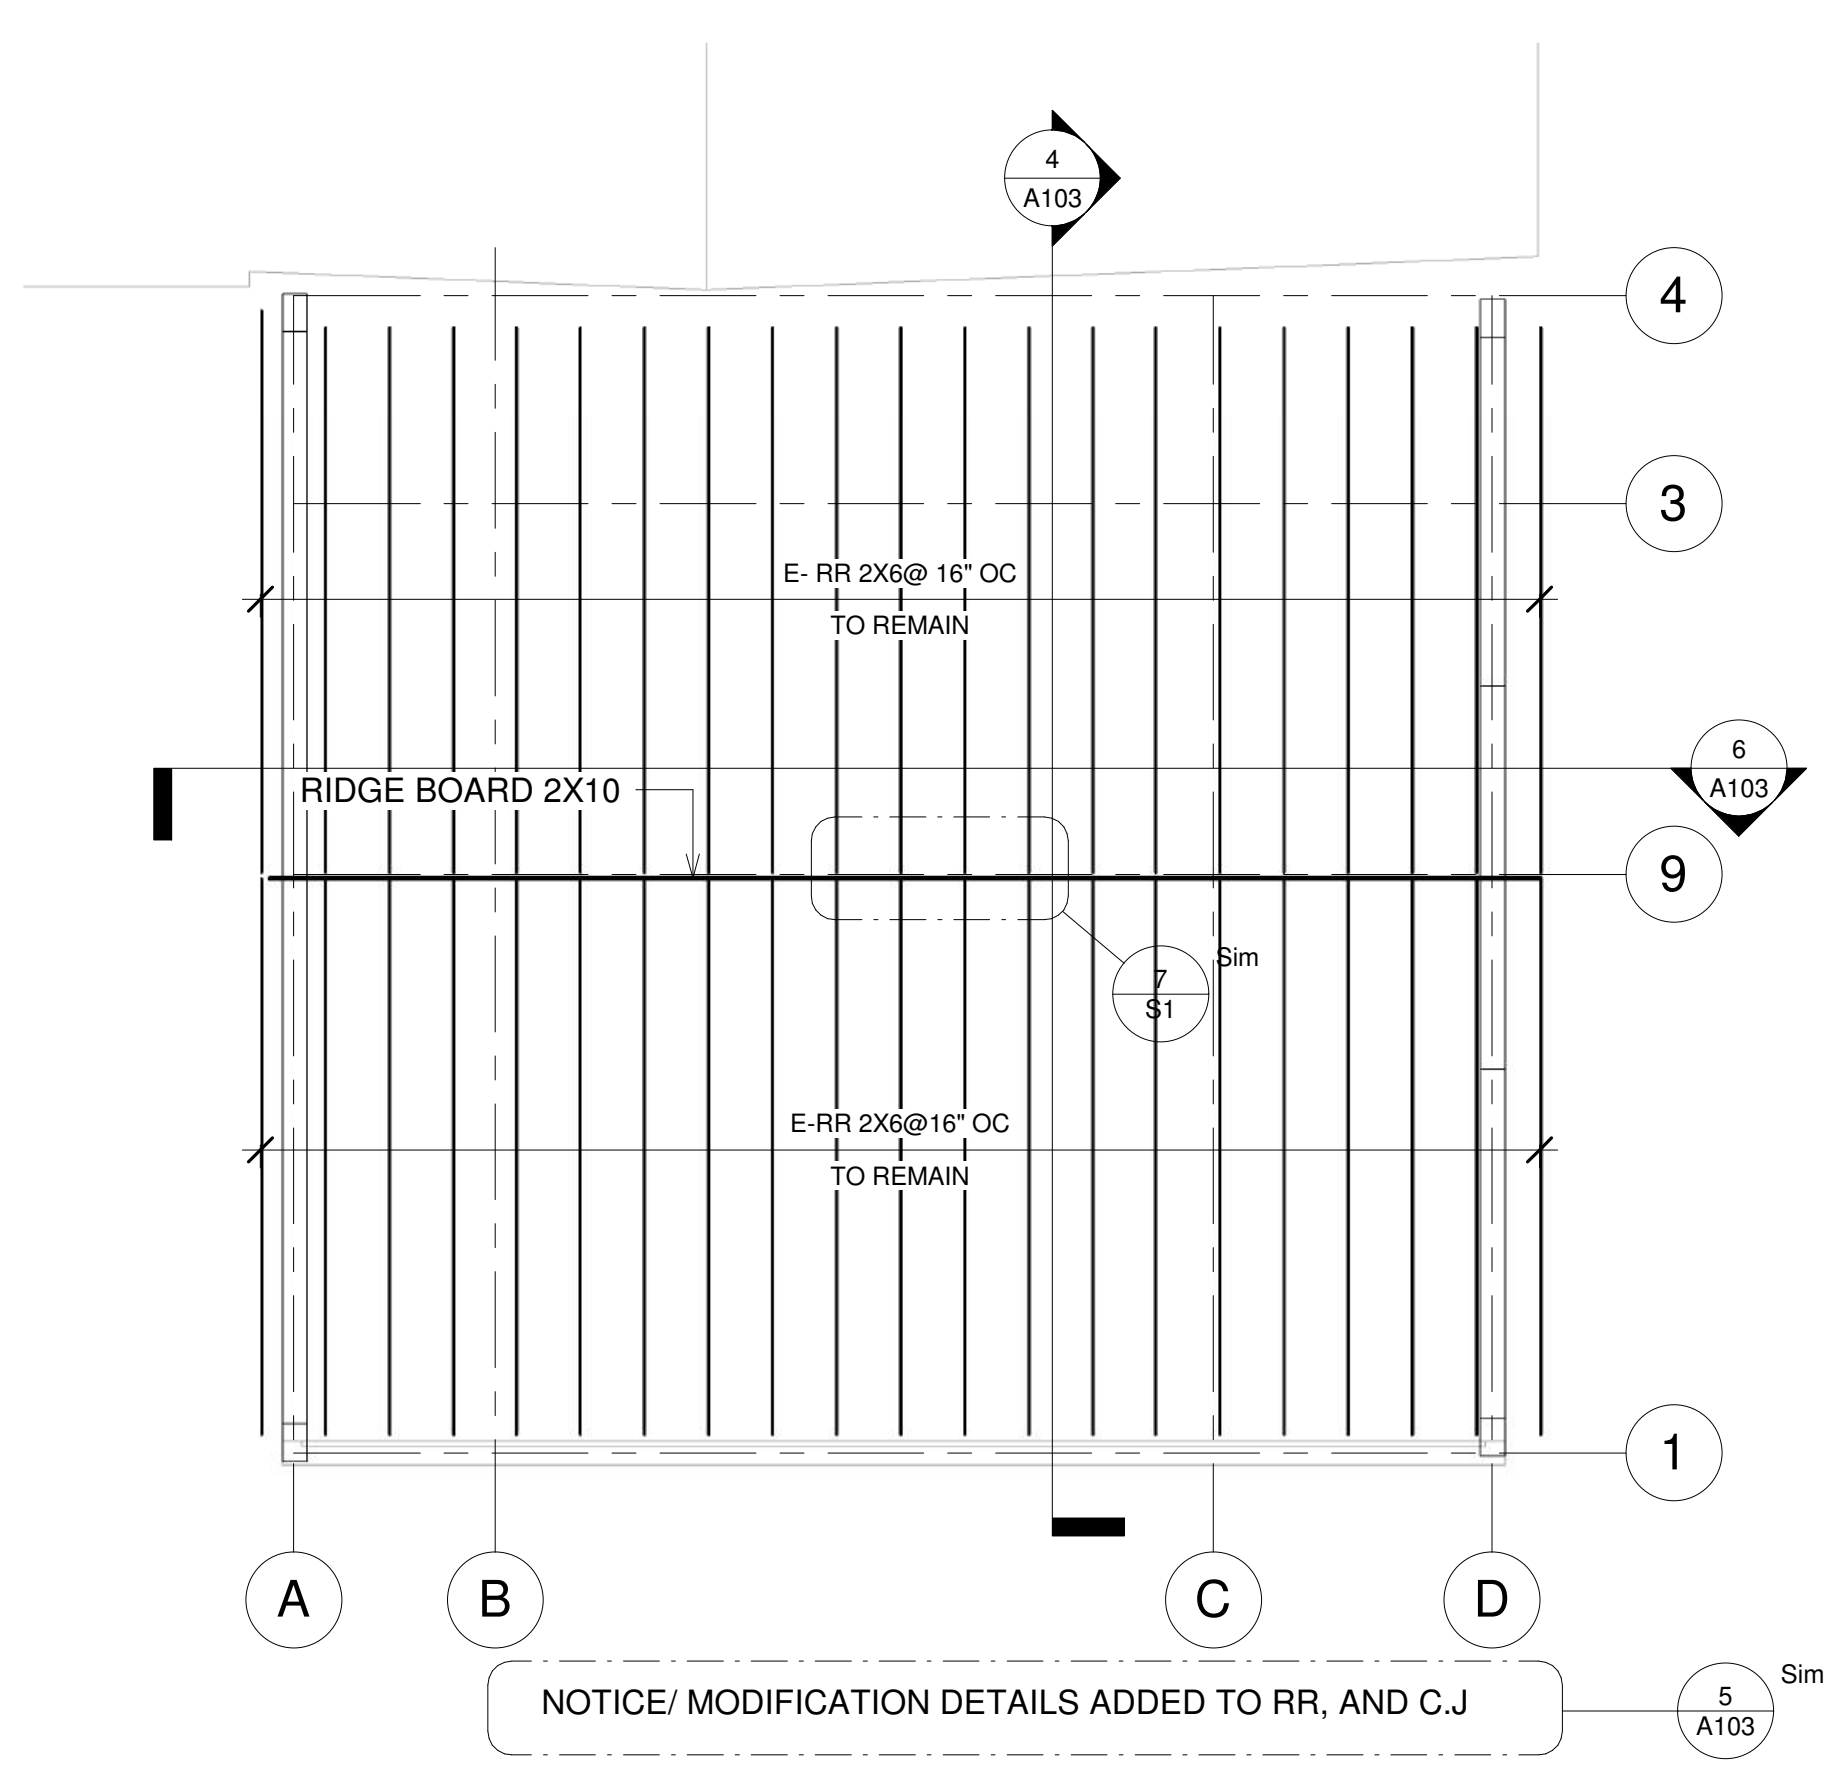 4
A103
4
3
E- RR 2X6@ 16" OC
TO REMAIN
6
A103
RIDGE BOARD 2X10
9
Sim
7
S1
E-RR 2X6@16" OC
TO REMAIN
1
A
B
C
D
NOTICE/ MODIFICATION DETAILS ADDED TO RR, AND C.J
Sim
5
A103